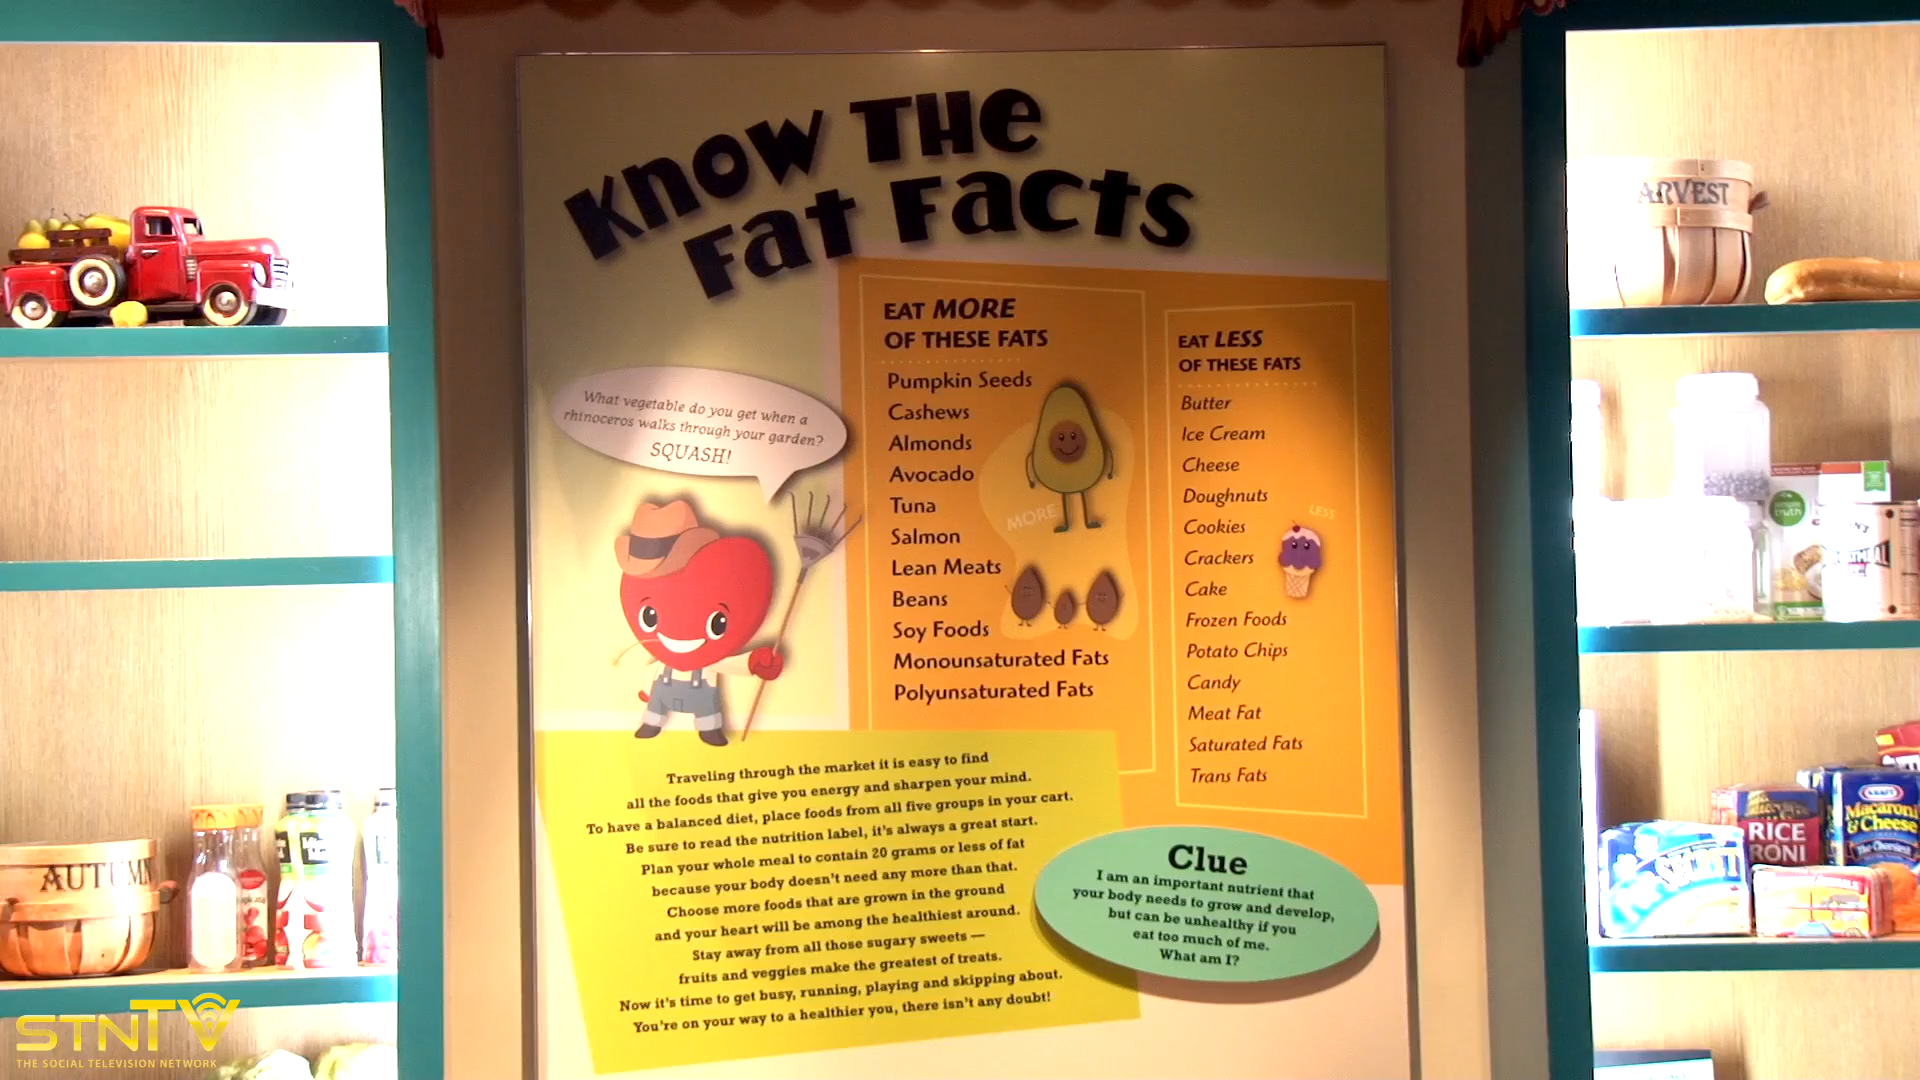 KNOW THE
FAT FACTS
What vegetable do you get when a
rhinoceros walks through your garden?
SQUASH!
EAT MORE
OF THESE FATS
Pumpkin Seeds
Cashews
Almonds
Avocado
Tuna
Salmon
Lean Meats
Beans
Soy Foods
Monounsaturated Fats
Polyunsaturated Fats
MORE
EAT LESS
OF THESE FATS
Butter
Ice Cream
Cheese
Doughnuts
Cookies
Crackers
Cake
Frozen Foods
Potato Chips
Candy
Meat Fat
Saturated Fats
Trans Fats
LESS
Traveling through the market it is easy to find
all the foods that give you energy and sharpen your mind.
To have a balanced diet, place foods from all five groups in your cart.
Be sure to read the nutrition label, it's always a great start.
Plan your whole meal to contain 20 grams or less of fat
because your body doesn't need any more than that.
Choose more foods that are grown in the ground
and your heart will be among the healthiest around.
Stay away from all those sugary sweets —
fruits and veggies make the greatest of treats.
Now it's time to get busy, running, playing and skipping about.
You're on your way to a healthier you, there isn't any doubt!
Clue
I am an important nutrient that
your body needs to grow and develop,
but can be unhealthy if you
eat too much of me.
What am I?
ARVEST
truth
KRAFT
Macaroni
& Cheese
RICE
RONI
AUTUMN
STNTV
THE SOCIAL TELEVISION NETWORK